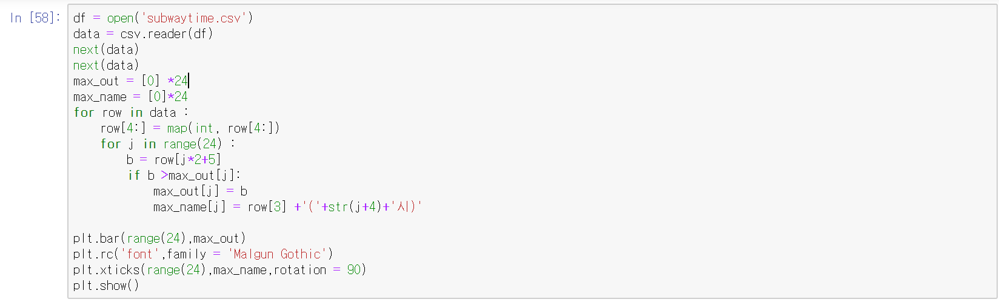 In [58]:
df = open('subwaytime.csv')
data = csv.reader(df)
next(data)
next(data)
max_out = [0] *24
max_name = [0]*24
for row in data :
    row[4:] = map(int, row[4:])
    for j in range(24) :
        b = row[j*2+5]
        if b >max_out[j]:
            max_out[j] = b
            max_name[j] = row[3] +'('+str(j+4)+'시)'
plt.bar(range(24),max_out)
plt.rc('font',family = 'Malgun Gothic')
plt.xticks(range(24),max_name,rotation = 90)
plt.show()